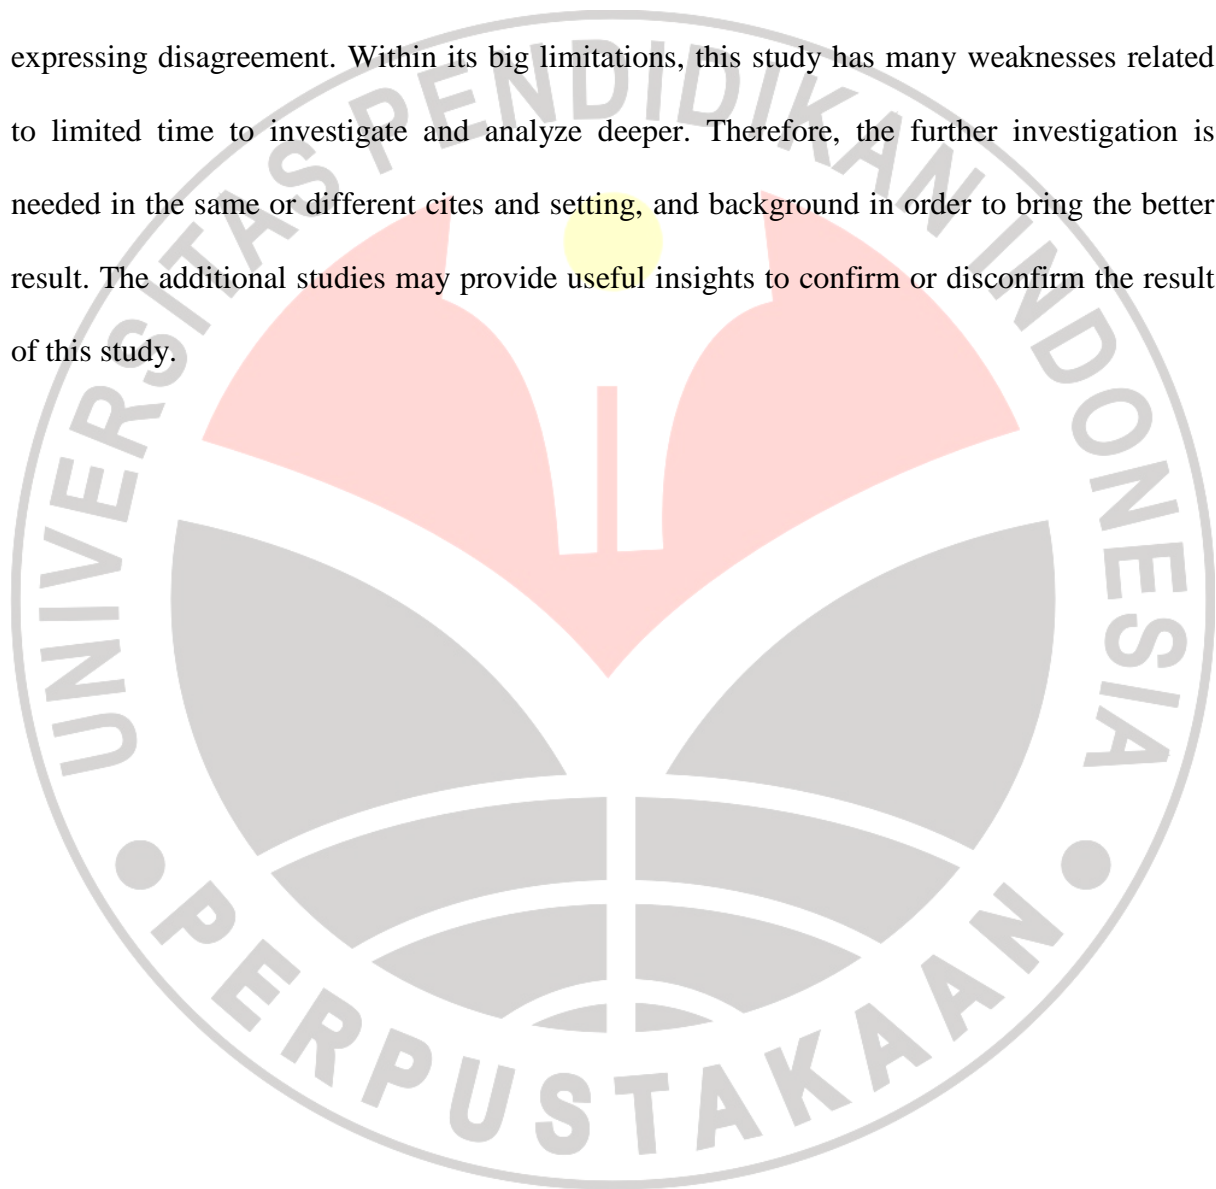 expressing disagreement. Within its big limitations, this study has many weaknesses related
to limited time to investigate and analyze deeper. Therefore, the further investigation is
needed in the same or different cites and setting, and background in order to bring the better
result. The additional studies may provide useful insights to confirm or disconfirm the result
of this study.
UNIVERSITAS PENDIDIKAN INDONESIA
PERPUSTAKAAN